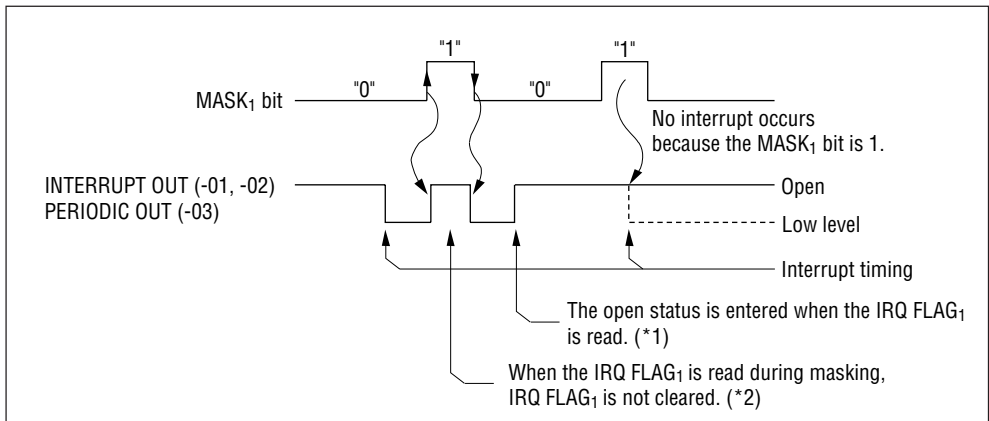 "1"
"1"
"0"
"0"
MASK₁ bit
No interrupt occurs
because the MASK₁ bit is 1.
INTERRUPT OUT (-01, -02)
PERIODIC OUT (-03)
Open
Low level
Interrupt timing
The open status is entered when the IRQ FLAG₁
is read. (*1)
When the IRQ FLAG₁ is read during masking,
IRQ FLAG₁ is not cleared. (*2)